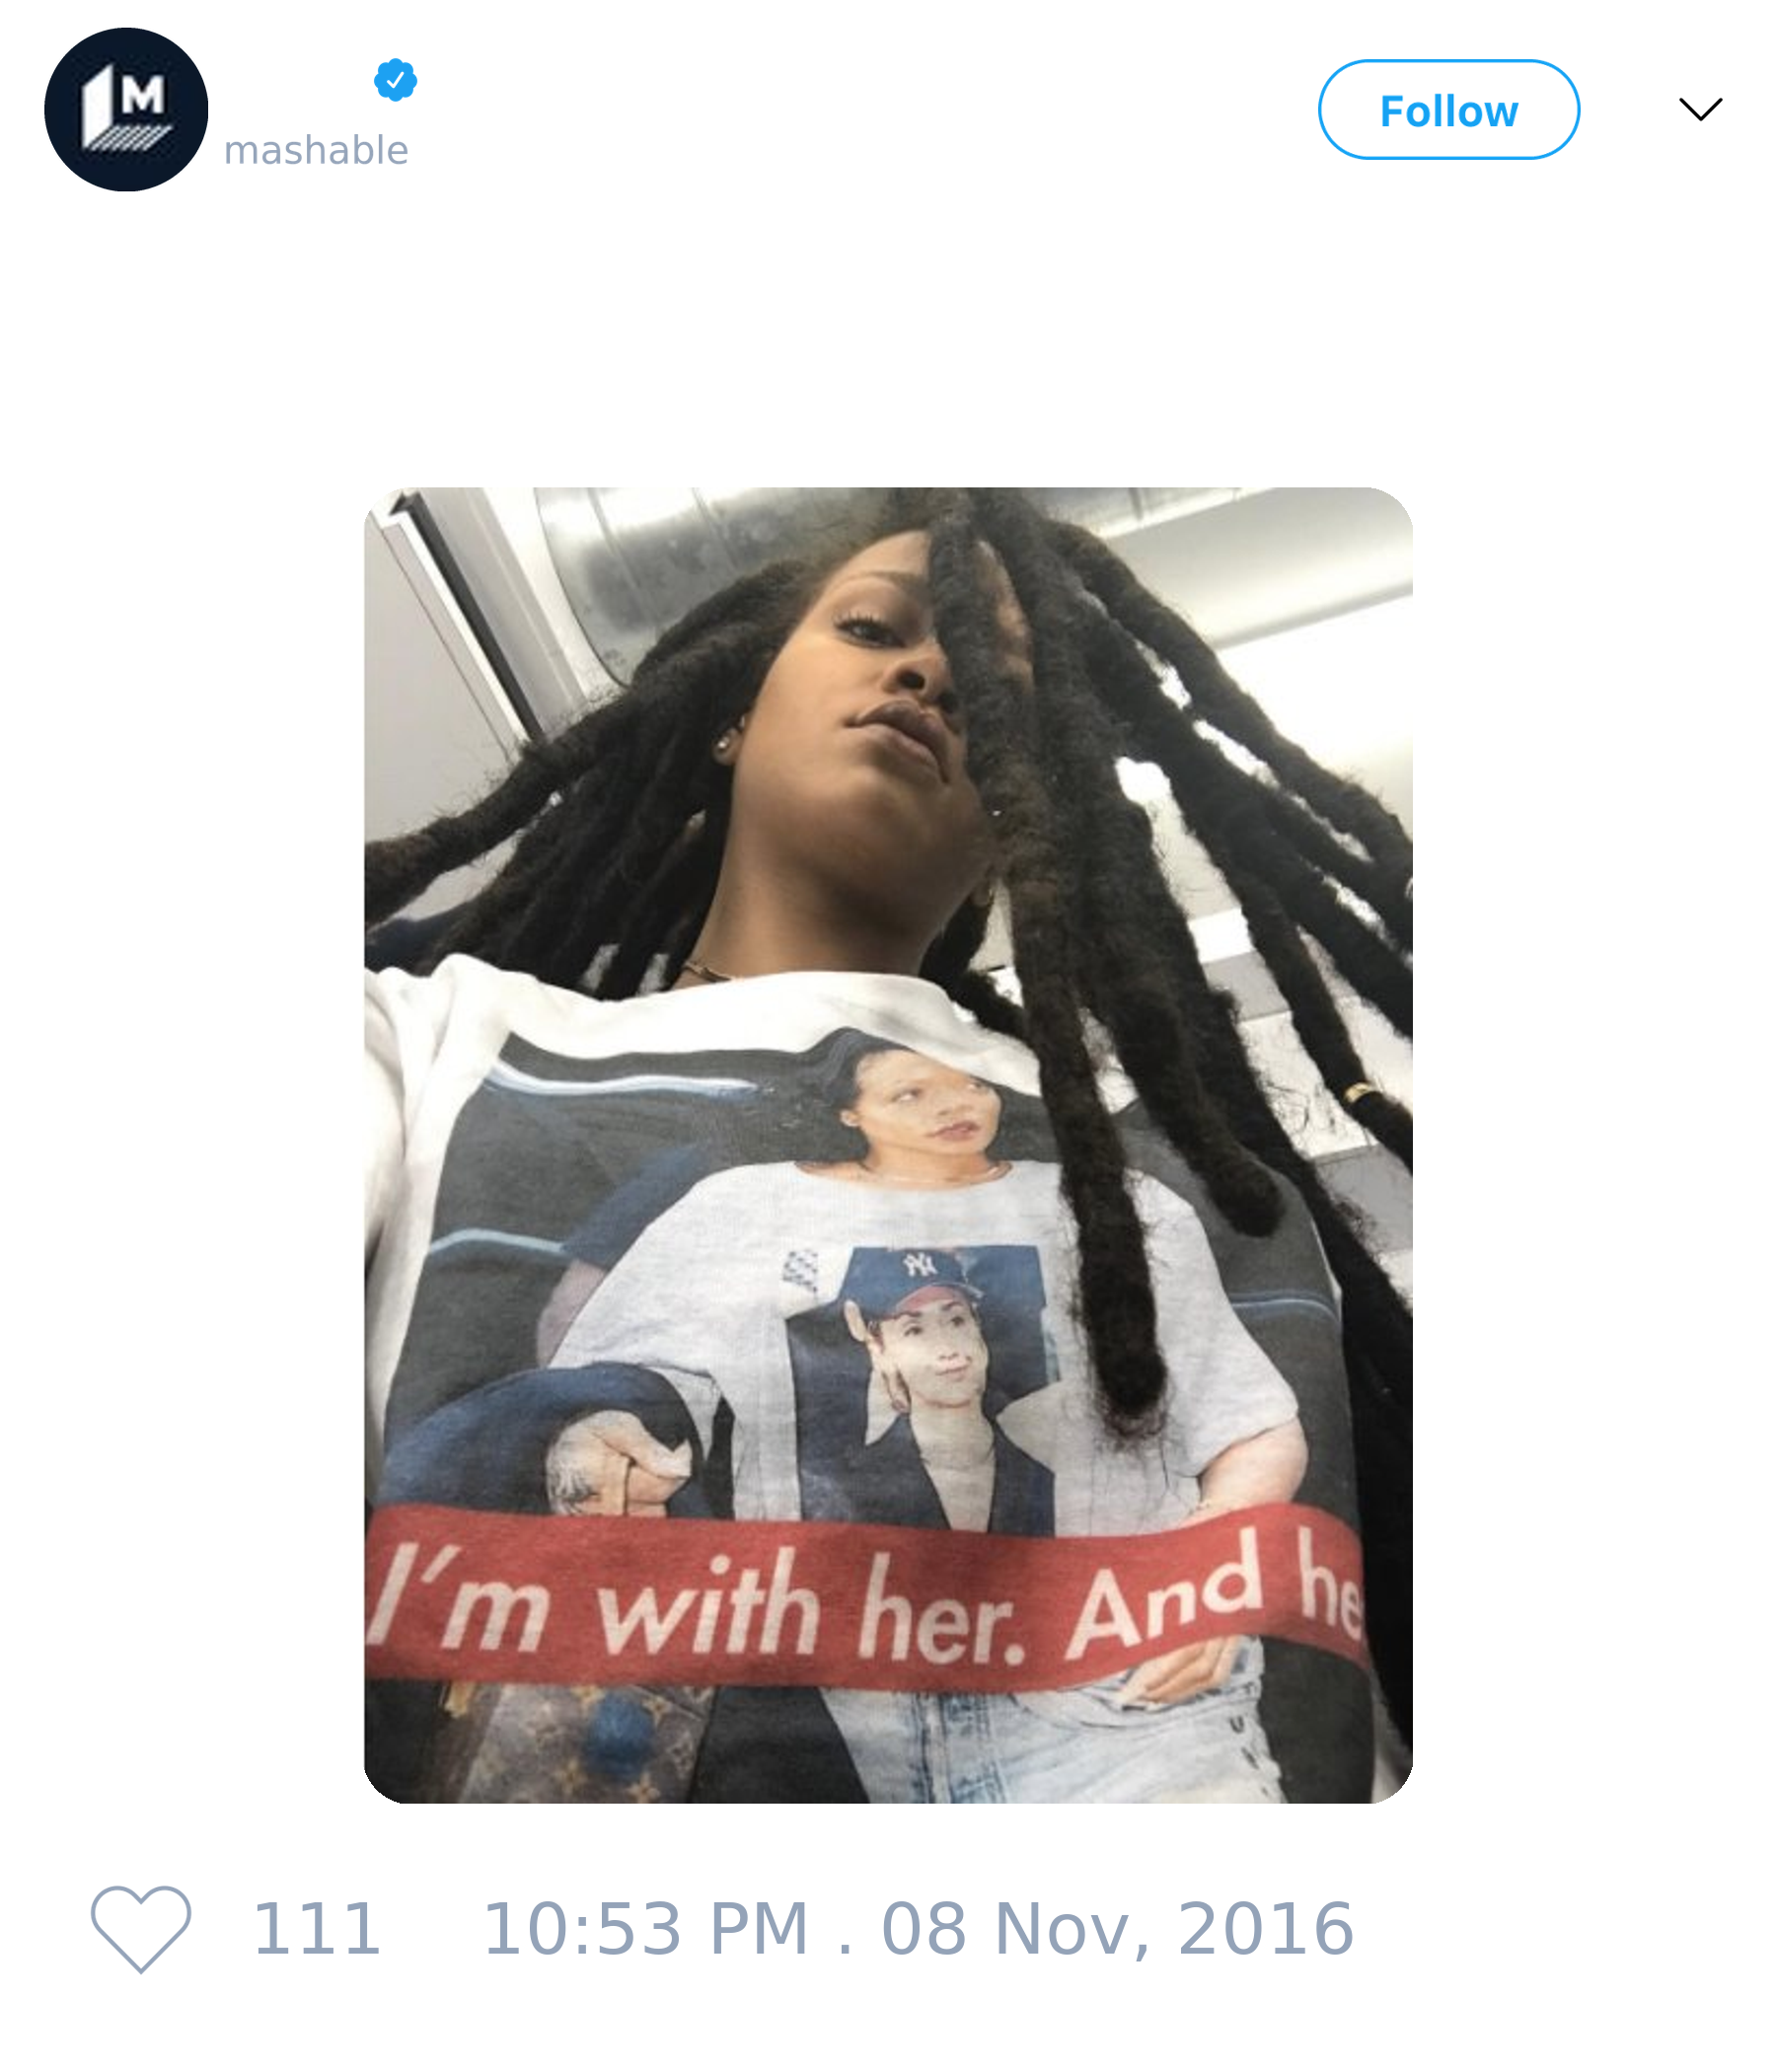 M
mashable
Follow
NY
I'm with her. And he
111 10:53 PM . 08 Nov, 2016